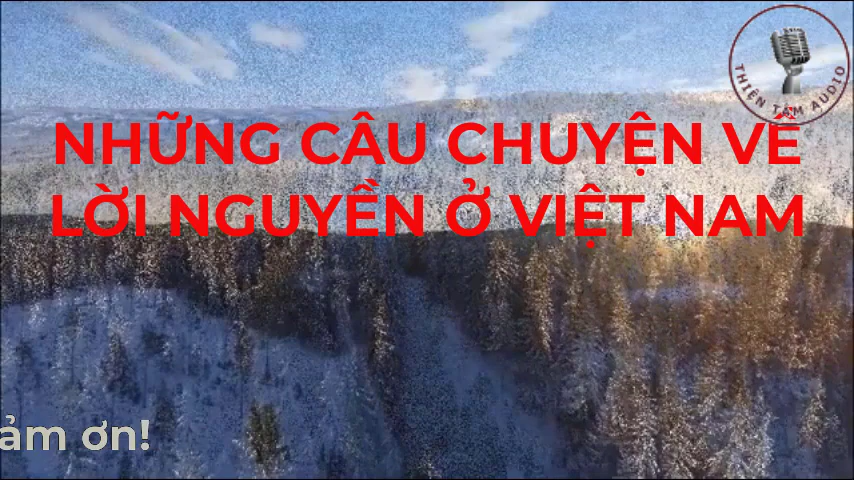 THIỆN TÂM AUDIO
NHỮNG CÂU CHUYỆN VỀ
LỜI NGUYỀN Ở VIỆT NAM
ảm ơn!